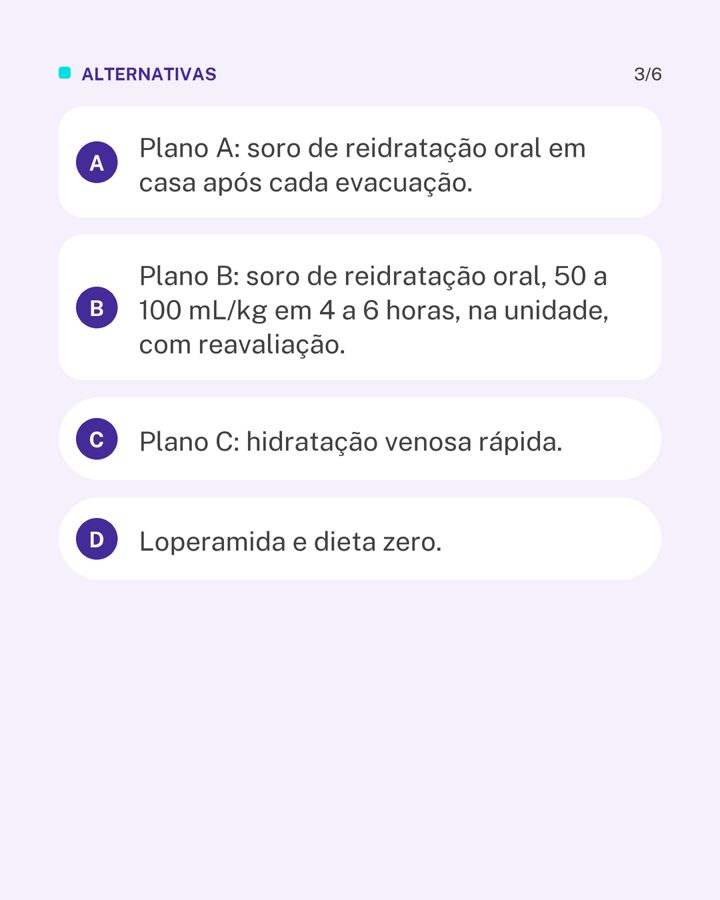 ALTERNATIVAS
3/6
A
Plano A: soro de reidratação oral em
casa após cada evacuação.
B
Plano B: soro de reidratação oral, 50 a
100 mL/kg em 4 a 6 horas, na unidade,
com reavaliação.
C
Plano C: hidratação venosa rápida.
D
Loperamida e dieta zero.